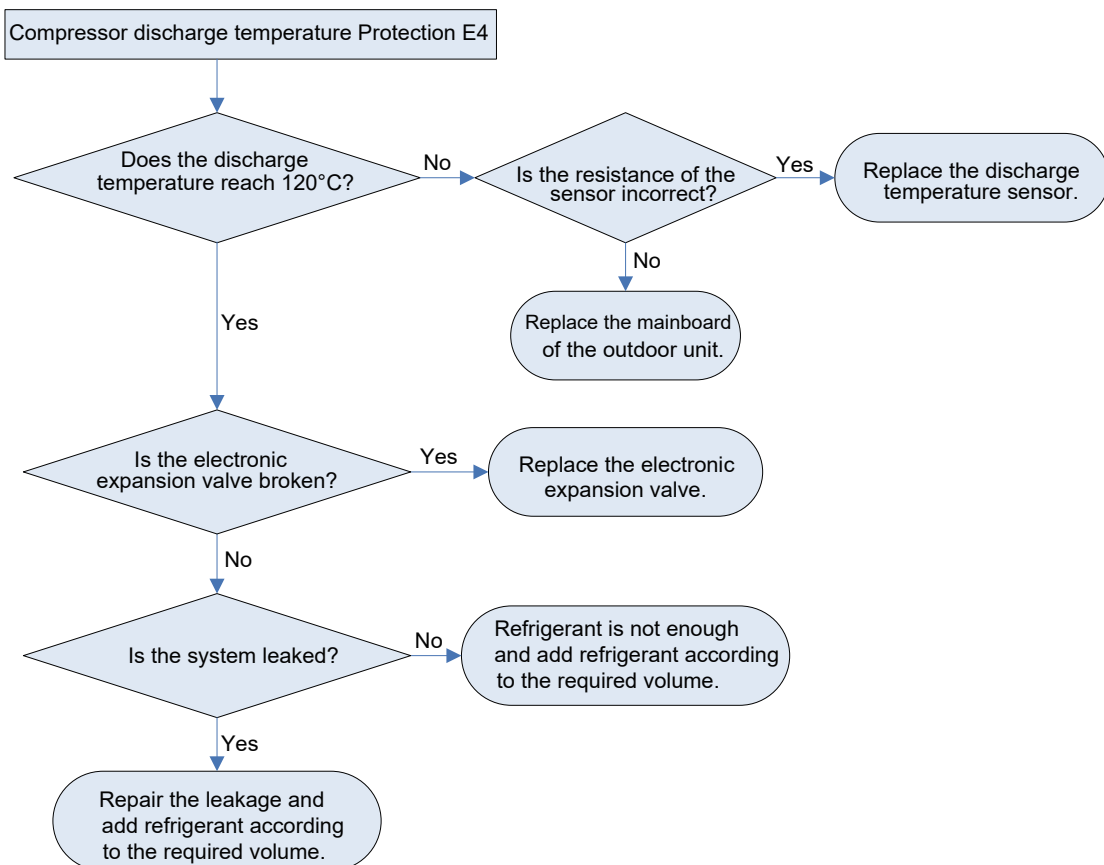 Compressor discharge temperature Protection E4
Does the discharge
temperature reach 120°C?
No
Is the resistance of the
sensor incorrect?
Yes
Replace the discharge
temperature sensor.
No
Replace the mainboard
of the outdoor unit.
Yes
Is the electronic
expansion valve broken?
Yes
Replace the electronic
expansion valve.
No
Is the system leaked?
No
Refrigerant is not enough
and add refrigerant according
to the required volume.
Yes
Repair the leakage and
add refrigerant according
to the required volume.